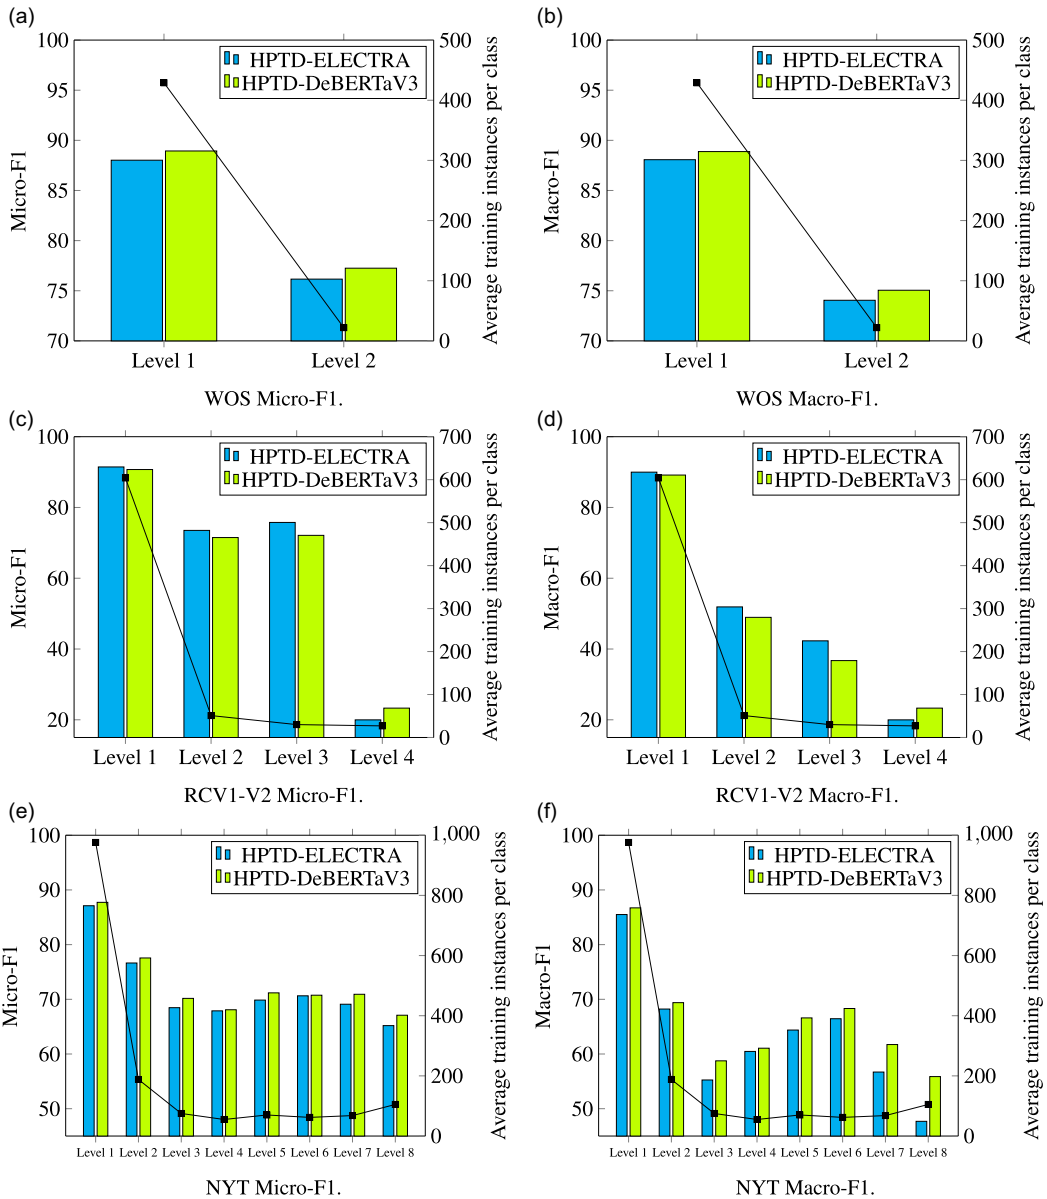 (a)
100
95
90
85
80
75
70
Micro-F1
HPTD-ELECTRA
HPTD-DeBERTaV3
500
400
300
200
100
0
Average training instances per class
Level 1 Level 2
WOS Micro-F1.
(b)
100
95
90
85
80
75
70
Macro-F1
HPTD-ELECTRA
HPTD-DeBERTaV3
500
400
300
200
100
0
Average training instances per class
Level 1 Level 2
WOS Macro-F1.
(c)
100
80
60
40
20
Micro-F1
HPTD-ELECTRA
HPTD-DeBERTaV3
700
600
500
400
300
200
100
0
Average training instances per class
Level 1 Level 2 Level 3 Level 4
RCV1-V2 Micro-F1.
(d)
100
80
60
40
20
Macro-F1
HPTD-ELECTRA
HPTD-DeBERTaV3
700
600
500
400
300
200
100
0
Average training instances per class
Level 1 Level 2 Level 3 Level 4
RCV1-V2 Macro-F1.
(e)
100
90
80
70
60
50
Micro-F1
HPTD-ELECTRA
HPTD-DeBERTaV3
1,000
800
600
400
200
0
Average training instances per class
Level 1 Level 2 Level 3 Level 4 Level 5 Level 6 Level 7 Level 8
NYT Micro-F1.
(f)
100
90
80
70
60
50
Macro-F1
HPTD-ELECTRA
HPTD-DeBERTaV3
1,000
800
600
400
200
0
Average training instances per class
Level 1 Level 2 Level 3 Level 4 Level 5 Level 6 Level 7 Level 8
NYT Macro-F1.